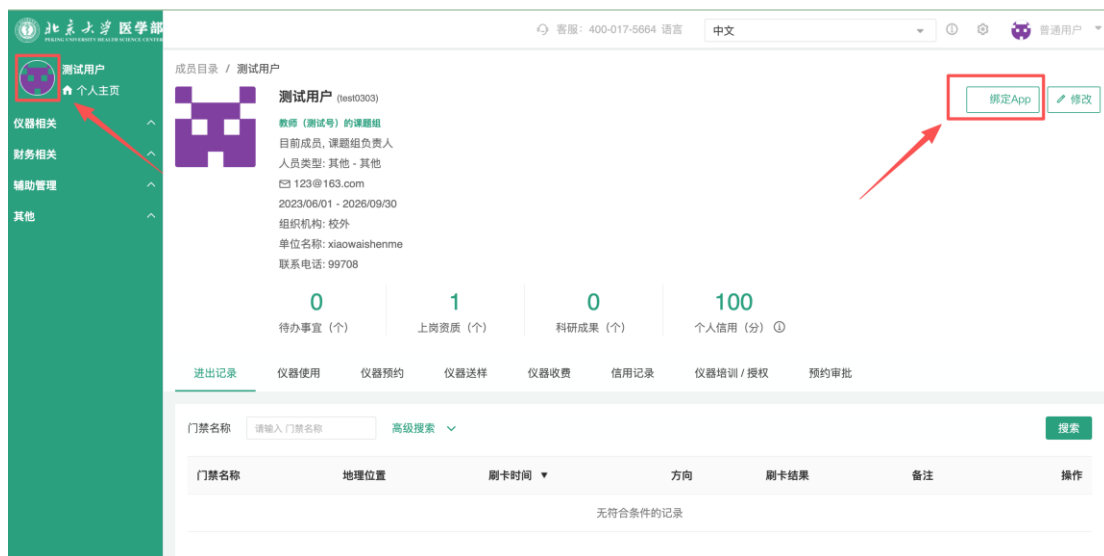 北京大学医学部
PEKING UNIVERSITY HEALTH SCIENCE CENTER
客服：400-017-5664 语言 中文 普通用户
测试用户
个人主页
仪器相关
财务相关
辅助管理
其他
成员目录 / 测试用户
测试用户 (test0303)
绑定App 修改
教师（测试号）的课题组
目前成员, 课题组负责人
人员类型: 其他 - 其他
123@163.com
2023/06/01 - 2026/09/30
组织机构: 校外
单位名称: xiaowaishenme
联系电话: 99708
0 1 0 100
待办事宜（个） 上岗资质（个） 科研成果（个） 个人信用（分）
进出记录 仪器使用 仪器预约 仪器送样 仪器收费 信用记录 仪器培训 / 授权 预约审批
门禁名称 请输入 门禁名称 高级搜索 搜索
门禁名称 地理位置 刷卡时间 ▼ 方向 刷卡结果 备注 操作
无符合条件的记录